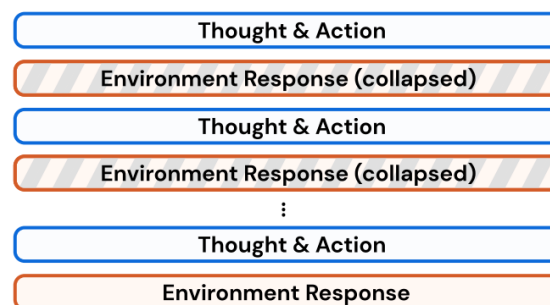 Thought & Action
Environment Response (collapsed)
Thought & Action
Environment Response (collapsed)
⋮
Thought & Action
Environment Response